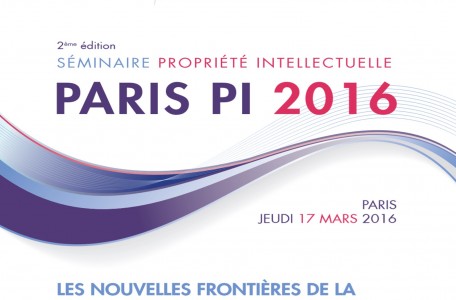 2ème édition
SÉMINAIRE PROPRIÉTÉ INTELLECTUELLE
PARIS PI 2016
PARIS
JEUDI 17 MARS 2016
LES NOUVELLES FRONTIÈRES DE LA